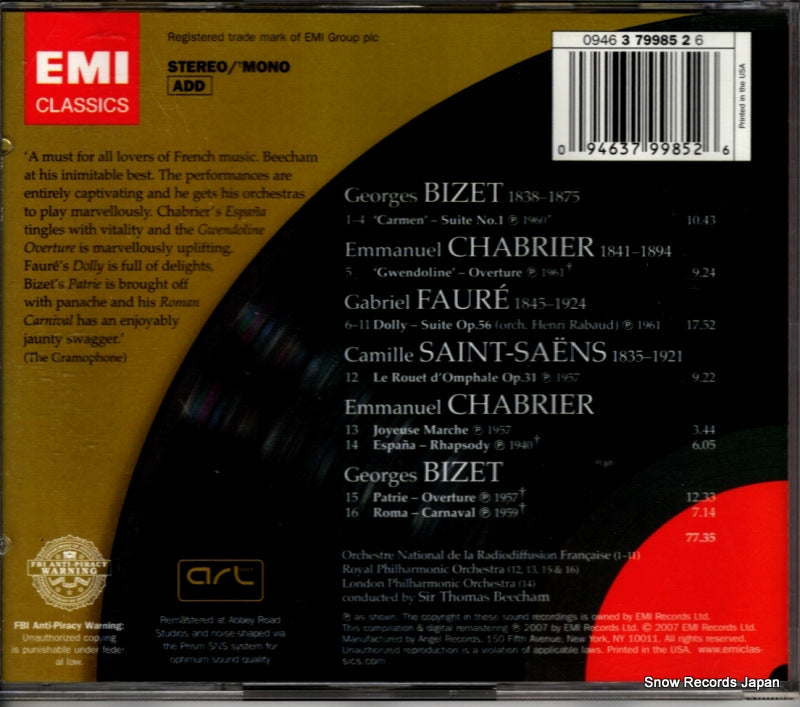 EMI
CLASSICS
Registered trade mark of EMI Group plc
STEREO/*MONO
ADD
'A must for all lovers of French music. Beecham
at his inimitable best. The performances are
entirely captivating and he gets his orchestras
to play marvellously. Chabrier's España
tingles with vitality and the Gwendoline
Overture is marvellously uplifting.
Fauré's Dolly is full of delights,
Bizet's Patrie is brought off
with panache and his Roman
Carnival has an enjoyably
jaunty swagger.'
(The Gramophone)
0946 3 79985 2 6
0 94637 99852 6
Printed in the USA
Georges BIZET 1838–1875
1–4 'Carmen' – Suite No.1 ℗ 1960* 10.43
Emmanuel CHABRIER 1841–1894
5 'Gwendoline' – Overture ℗ 1961† 9.24
Gabriel FAURÉ 1845–1924
6–11 Dolly – Suite Op.56 (orch. Henri Rabaud) ℗ 1961 17.52
Camille SAINT-SAËNS 1835–1921
12 Le Rouet d'Omphale Op.31 ℗ 1957 9.22
Emmanuel CHABRIER
13 Joyeuse Marche ℗ 1957 3.44
14 España – Rhapsody ℗ 1940† 6.05
Georges BIZET
15 Patrie – Overture ℗ 1957† 12.33
16 Roma – Carnaval ℗ 1959† 7.14
77.35
Orchestre National de la Radiodiffusion Française (1–11)
Royal Philharmonic Orchestra (12, 13, 15 & 16)
London Philharmonic Orchestra (14)
conducted by Sir Thomas Beecham
℗ as shown. The copyright in these sound recordings is owned by EMI Records Ltd.
This compilation & digital remastering ℗ 2007 by EMI Records Ltd. © 2007 EMI Records Ltd.
Manufactured by Angel Records, 150 Fifth Avenue, New York, NY 10011. All rights reserved.
Unauthorized reproduction is a violation of applicable laws. Printed in the USA. www.emiclas-
sics.com
FBI ANTI-PIRACY
WARNING
FBI Anti-Piracy Warning:
Unauthorized copying
is punishable under feder
al law.
art
Remastered at Abbey Road
Studios and noise-shaped via
the Prism SNS system for
optimum sound quality
Snow Records Japan